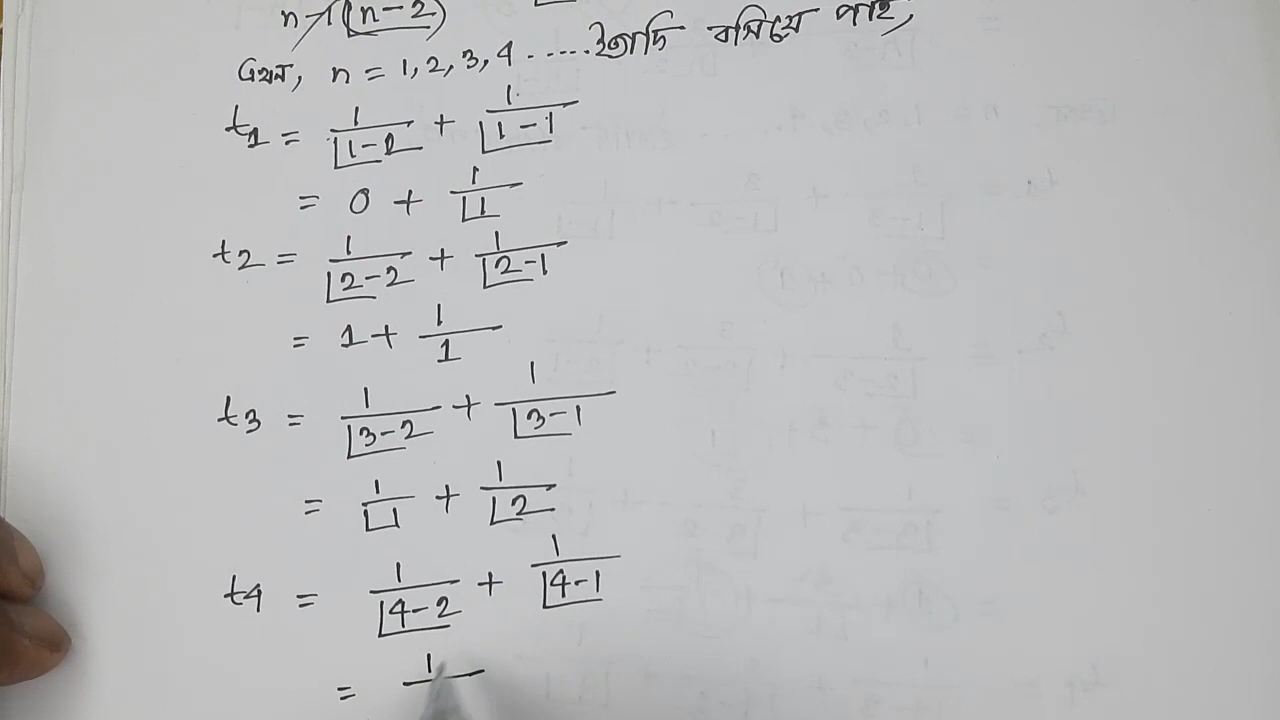 n-1 ⌊n-2
এখন, n = 1, 2, 3, 4 ...... ইত্যাদি বসিয়ে পাই,
t1 = 1/⌊1-2 + 1/⌊1-1
= 0 + 1/⌊1
t2 = 1/⌊2-2 + 1/⌊2-1
= 1 + 1/1
t3 = 1/⌊3-2 + 1/⌊3-1
= 1/⌊1 + 1/⌊2
t4 = 1/⌊4-2 + 1/⌊4-1
= 1/